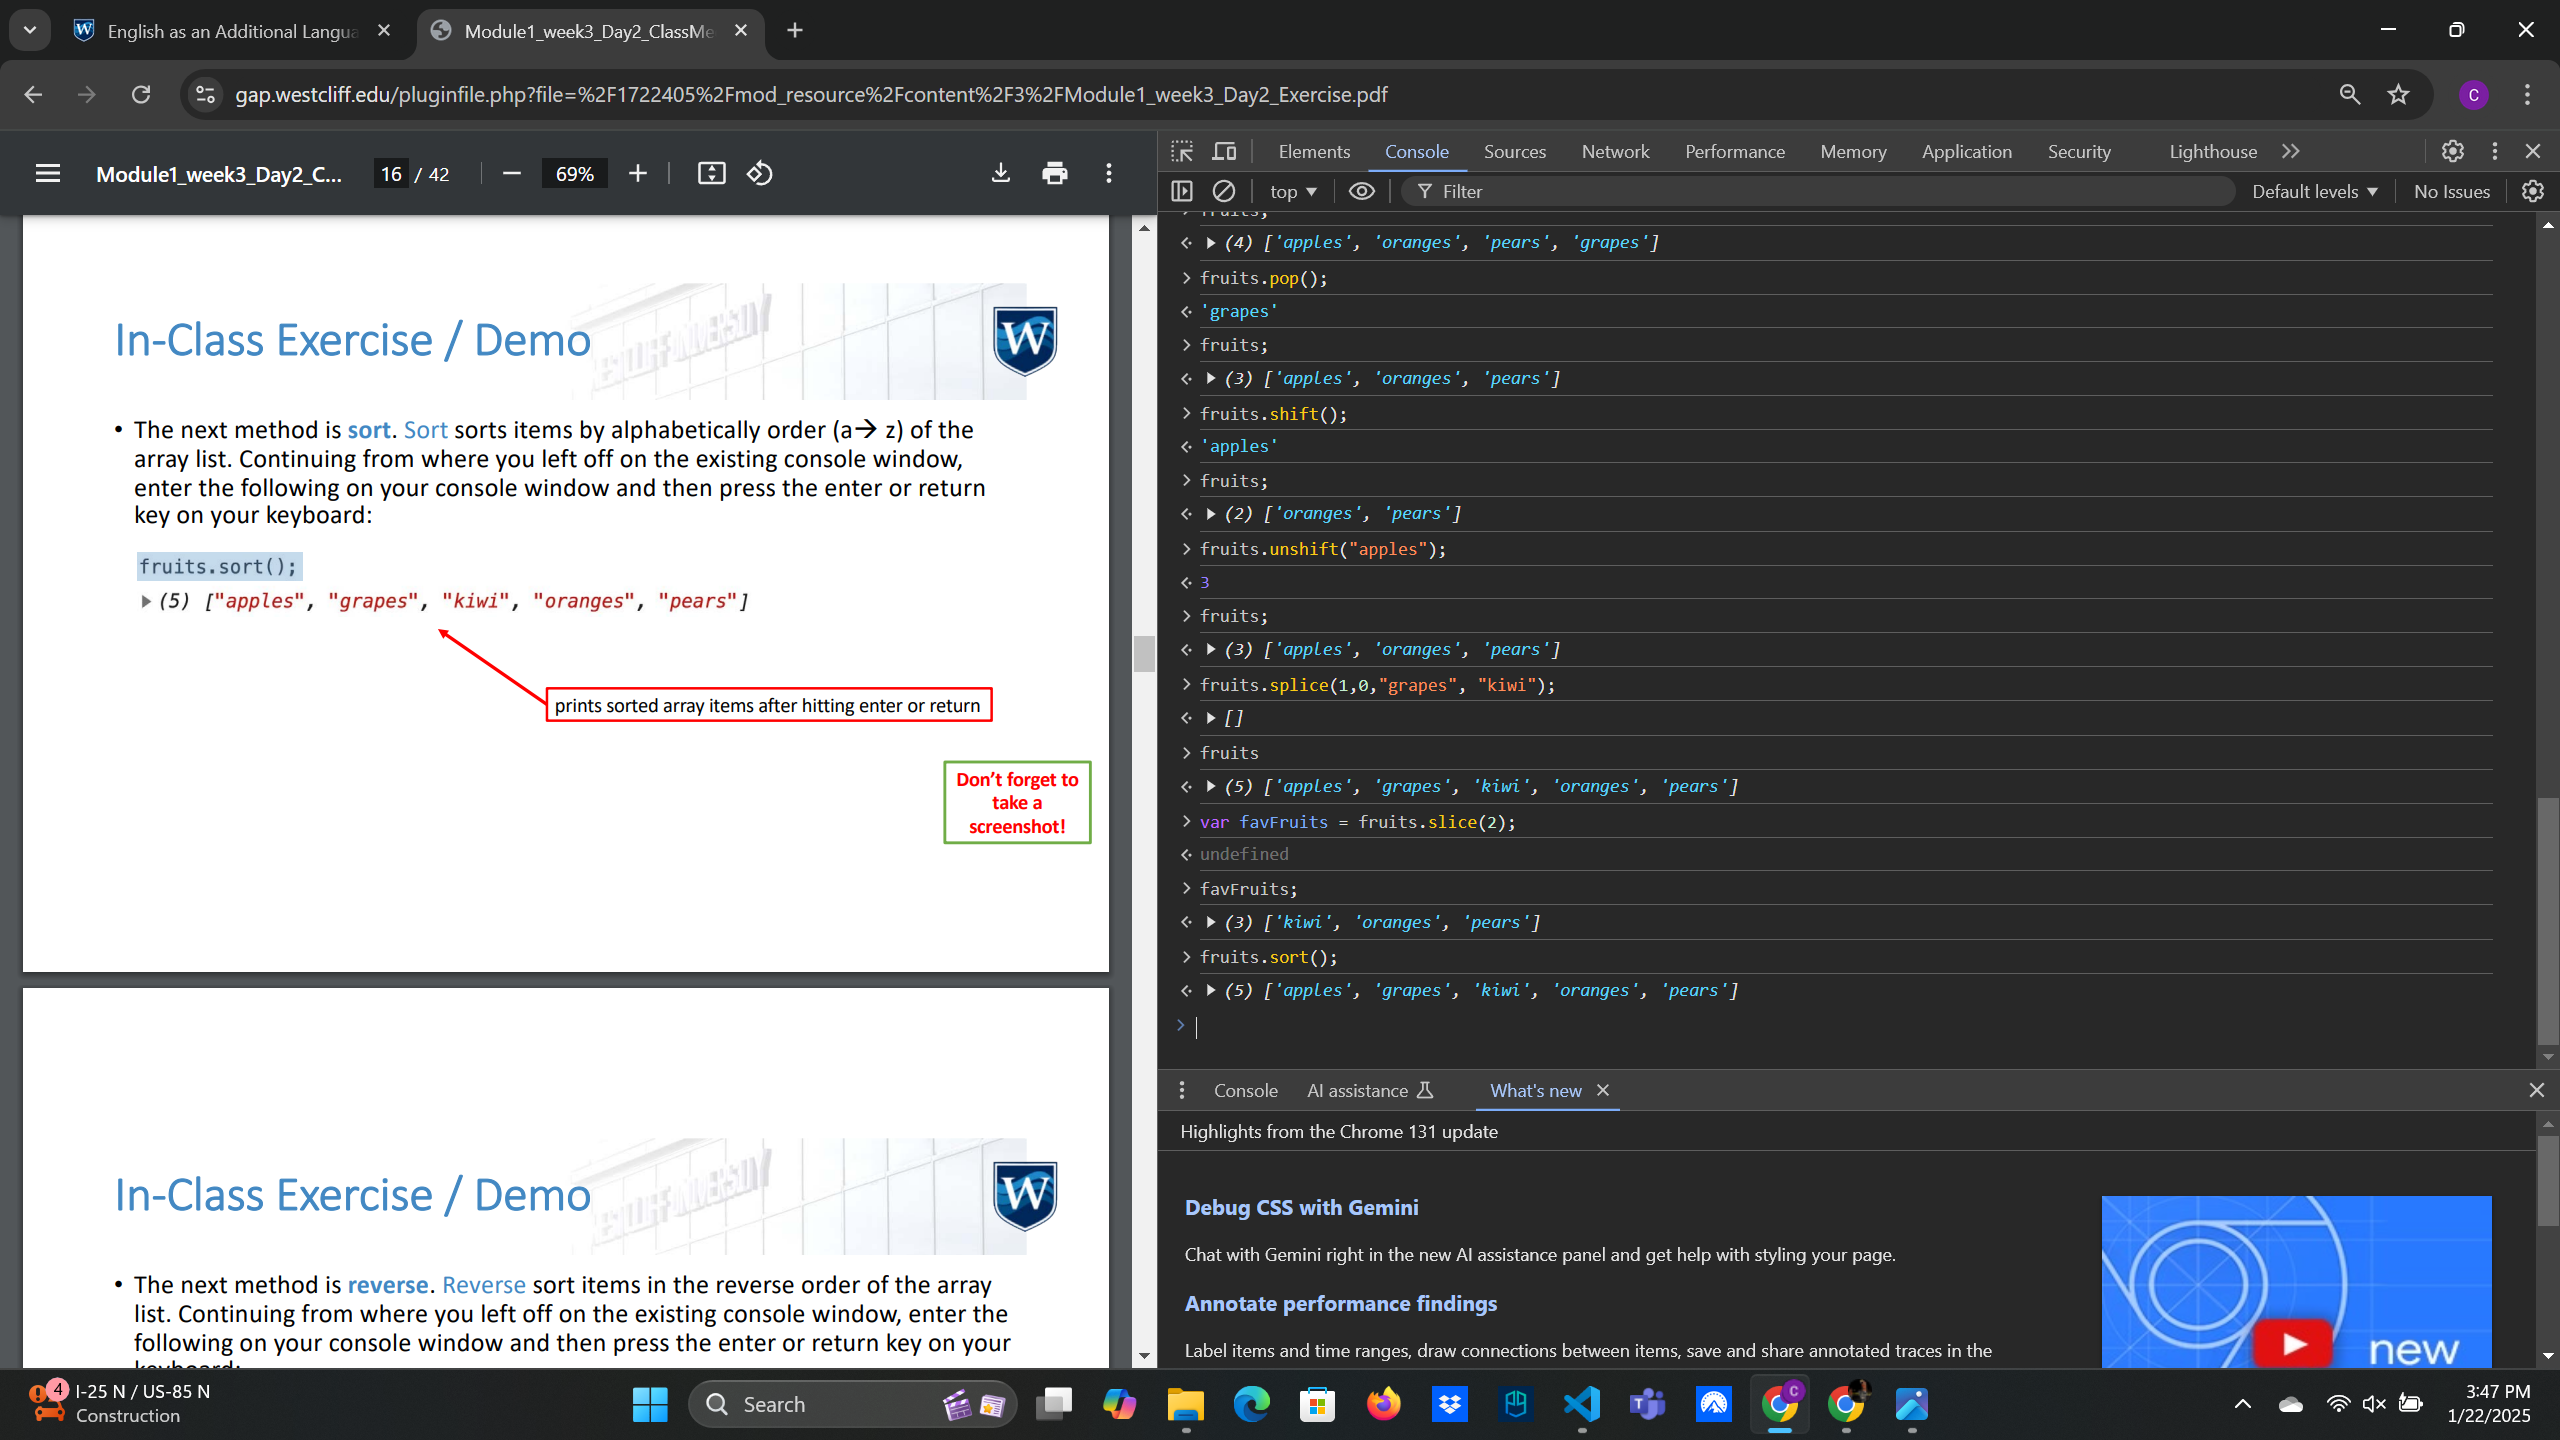 English as an Additional Langua
Module1_week3_Day2_ClassMe
gap.westcliff.edu/pluginfile.php?file=%2F1722405%2Fmod_resource%2Fcontent%2F3%2FModule1_week3_Day2_Exercise.pdf
C
Module1_week3_Day2_C...
16 / 42
69%
In-Class Exercise / Demo
W
• The next method is sort. Sort sorts items by alphabetically order (a→ z) of the
array list. Continuing from where you left off on the existing console window,
enter the following on your console window and then press the enter or return
key on your keyboard:
fruits.sort();
(5) ["apples", "grapes", "kiwi", "oranges", "pears"]
prints sorted array items after hitting enter or return
Don't forget to
take a
screenshot!
In-Class Exercise / Demo
W
• The next method is reverse. Reverse sort items in the reverse order of the array
list. Continuing from where you left off on the existing console window, enter the
following on your console window and then press the enter or return key on your
keyboard:
Elements Console Sources Network Performance Memory Application Security Lighthouse
top Filter Default levels No Issues
fruits;
(4) ['apples', 'oranges', 'pears', 'grapes']
fruits.pop();
'grapes'
fruits;
(3) ['apples', 'oranges', 'pears']
fruits.shift();
'apples'
fruits;
(2) ['oranges', 'pears']
fruits.unshift("apples");
3
fruits;
(3) ['apples', 'oranges', 'pears']
fruits.splice(1,0,"grapes", "kiwi");
[]
fruits
(5) ['apples', 'grapes', 'kiwi', 'oranges', 'pears']
var favFruits = fruits.slice(2);
undefined
favFruits;
(3) ['kiwi', 'oranges', 'pears']
fruits.sort();
(5) ['apples', 'grapes', 'kiwi', 'oranges', 'pears']
Console AI assistance What's new
Highlights from the Chrome 131 update
Debug CSS with Gemini
Chat with Gemini right in the new AI assistance panel and get help with styling your page.
Annotate performance findings
Label items and time ranges, draw connections between items, save and share annotated traces in the
new
4
I-25 N / US-85 N
Construction
Search
3:47 PM
1/22/2025